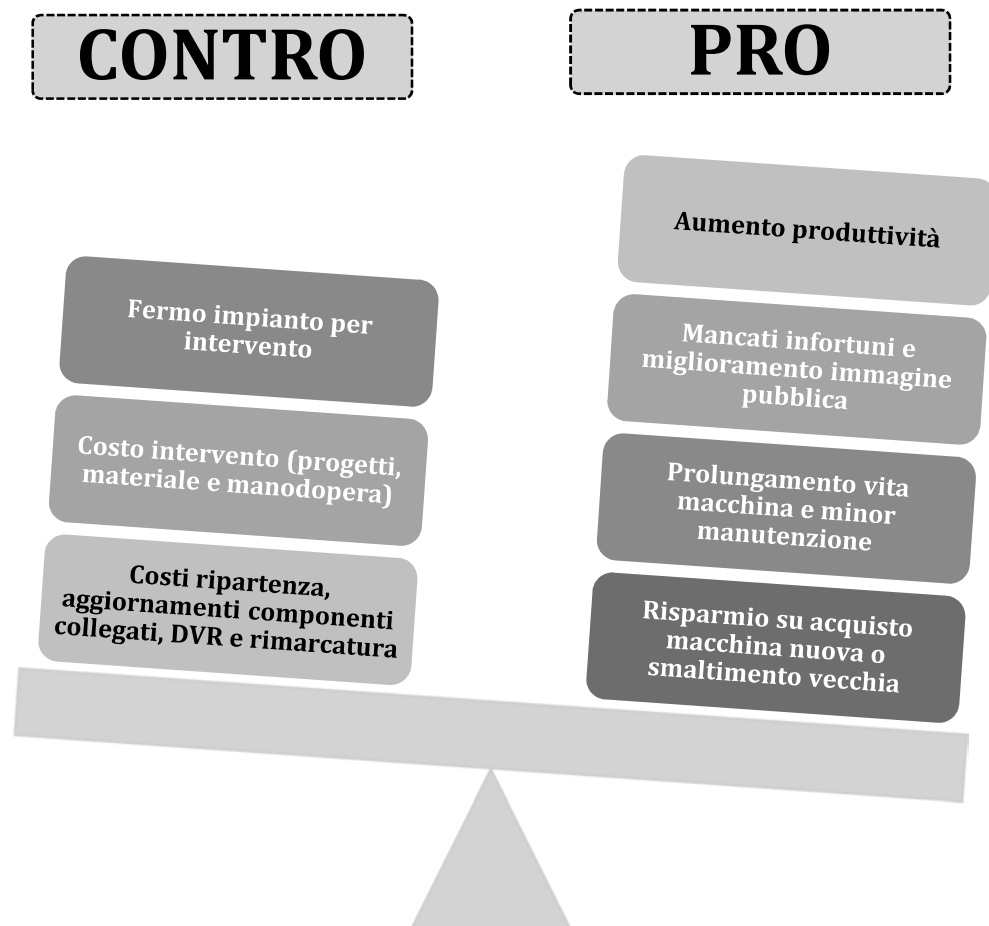 CONTRO
Fermo impianto per
intervento
Costo intervento (progetti,
materiale e manodopera)
Costi ripartenza,
aggiornamenti componenti
collegati, DVR e rimarcatura
PRO
Aumento produttività
Mancati infortuni e
miglioramento immagine
pubblica
Prolungamento vita
macchina e minor
manutenzione
Risparmio su acquisto
macchina nuova o
smaltimento vecchia